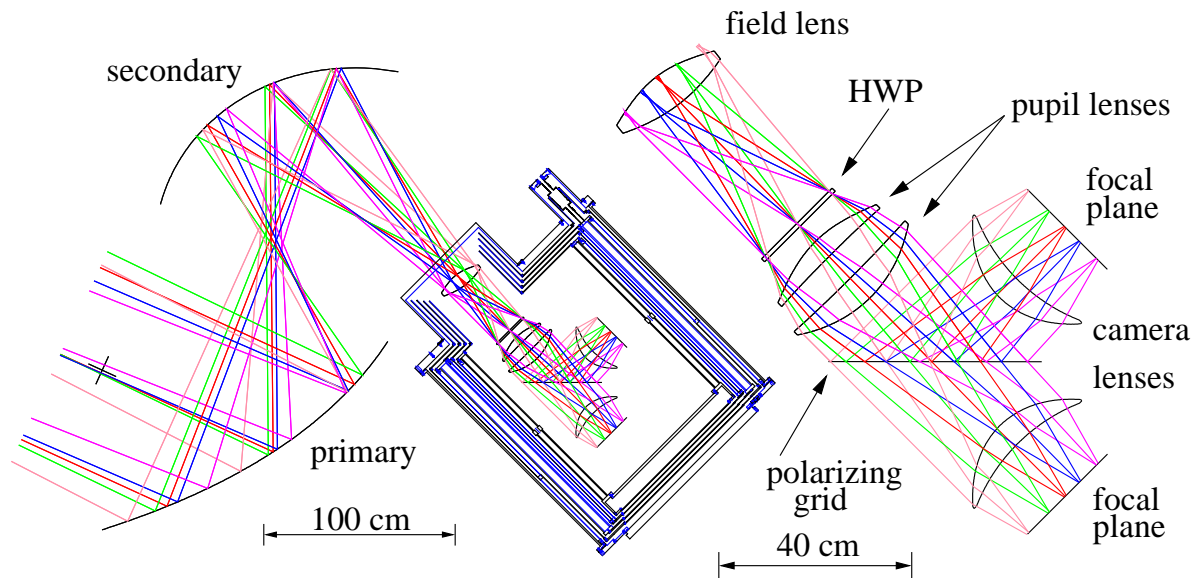 field lens
secondary
HWP
pupil lenses
focal
plane
camera
lenses
primary
polarizing
grid
focal
plane
100 cm
40 cm